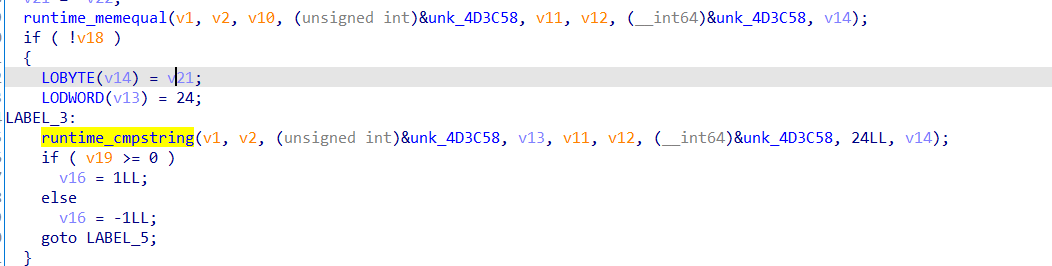 runtime_memequal(v1, v2, v10, (unsigned int)&unk_4D3C58, v11, v12, (__int64)&unk_4D3C58, v14);
if ( !v18 )
{
LOBYTE(v14) = v21;
LODWORD(v13) = 24;
LABEL_3:
runtime_cmpstring(v1, v2, (unsigned int)&unk_4D3C58, v13, v11, v12, (__int64)&unk_4D3C58, 24LL, v14);
if ( v19 >= 0 )
v16 = 1LL;
else
v16 = -1LL;
goto LABEL_5;
}